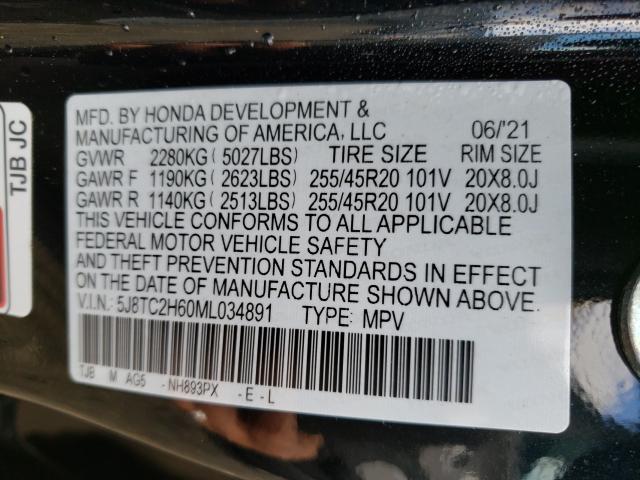 TJB JC
MFD. BY HONDA DEVELOPMENT &
MANUFACTURING OF AMERICA, LLC 06/'21
GVWR 2280KG(5027LBS) TIRE SIZE RIM SIZE
GAWR F 1190KG(2623LBS) 255/45R20 101V 20X8.0J
GAWR R 1140KG(2513LBS) 255/45R20 101V 20X8.0J
THIS VEHICLE CONFORMS TO ALL APPLICABLE
FEDERAL MOTOR VEHICLE SAFETY
AND THEFT PREVENTION STANDARDS IN EFFECT
ON THE DATE OF MANUFACTURE SHOWN ABOVE.
V.I.N.: 5J8TC2H60ML034891 TYPE: MPV
TJB M AG5 -NH893PX -E-L